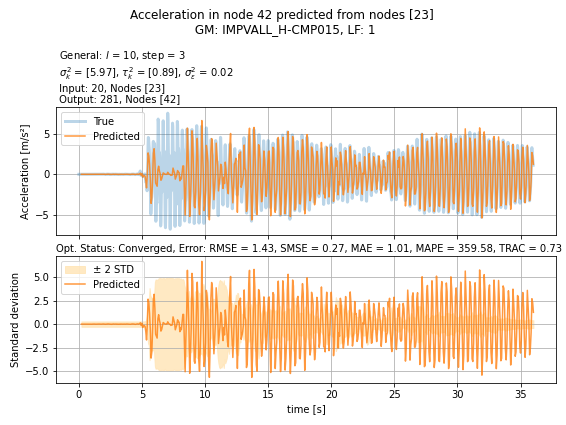 Acceleration in node 42 predicted from nodes [23]
GM: IMPVALL_H-CMP015, LF: 1
General: l = 10, step = 3
σ²ₖ = [5.97], τ²ₖ = [0.89], σ²ε = 0.02
Input: 20, Nodes [23]
Output: 281, Nodes [42]
True
Predicted
Acceleration [m/s²]
5
0
−5
Opt. Status: Converged, Error: RMSE = 1.43, SMSE = 0.27, MAE = 1.01, MAPE = 359.58, TRAC = 0.73
± 2 STD
Predicted
Standard deviation
5.0
2.5
0.0
−2.5
−5.0
0 5 10 15 20 25 30 35
time [s]